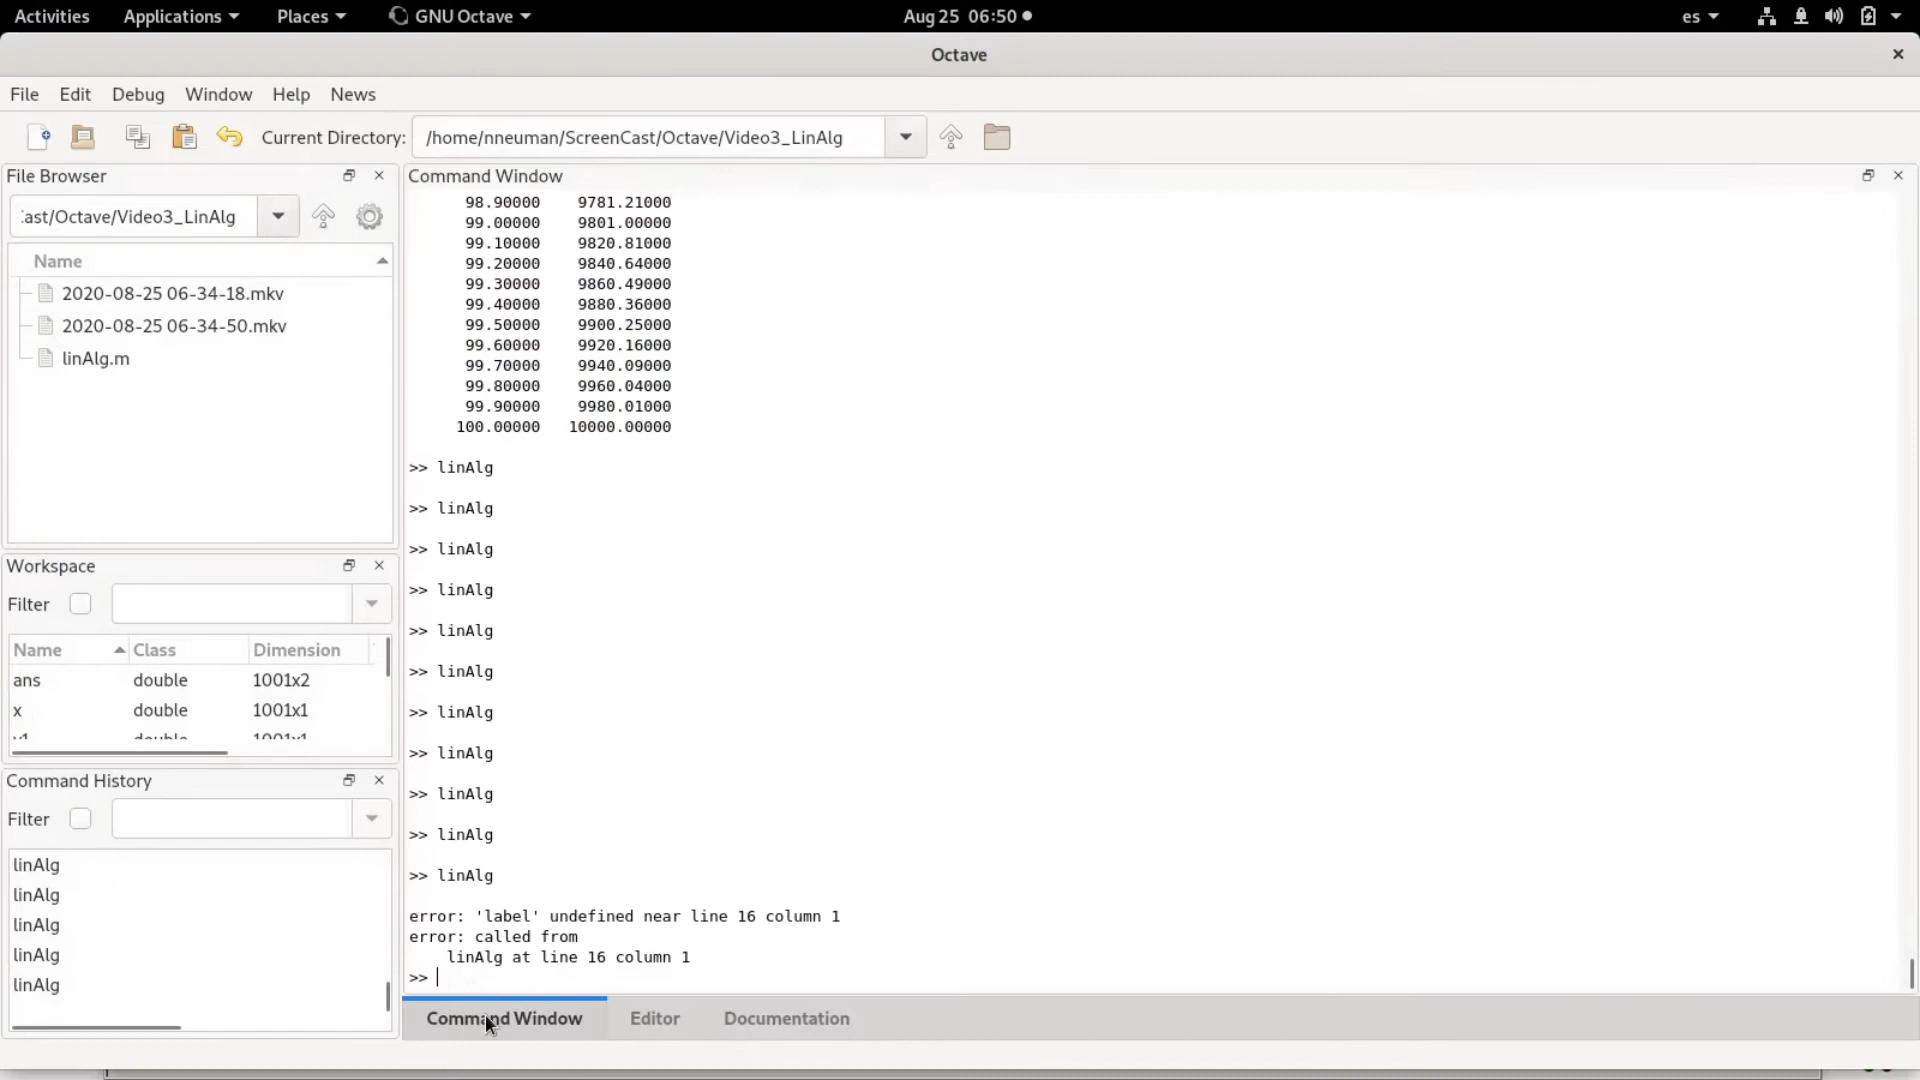 Activities Applications Places GNU Octave Aug 25 06:50 es
Octave
File Edit Debug Window Help News
Current Directory: /home/nneuman/ScreenCast/Octave/Video3_LinAlg
File Browser
:ast/Octave/Video3_LinAlg
Name
2020-08-25 06-34-18.mkv
2020-08-25 06-34-50.mkv
linAlg.m
Workspace
Filter
Name Class Dimension
ans double 1001x2
x double 1001x1
y1 double 1001x1
Command History
Filter
linAlg
linAlg
linAlg
linAlg
linAlg
Command Window
98.90000 9781.21000
99.00000 9801.00000
99.10000 9820.81000
99.20000 9840.64000
99.30000 9860.49000
99.40000 9880.36000
99.50000 9900.25000
99.60000 9920.16000
99.70000 9940.09000
99.80000 9960.04000
99.90000 9980.01000
100.00000 10000.00000
>> linAlg
>> linAlg
>> linAlg
>> linAlg
>> linAlg
>> linAlg
>> linAlg
>> linAlg
>> linAlg
>> linAlg
>> linAlg
error: 'label' undefined near line 16 column 1
error: called from
linAlg at line 16 column 1
>>
Command Window Editor Documentation